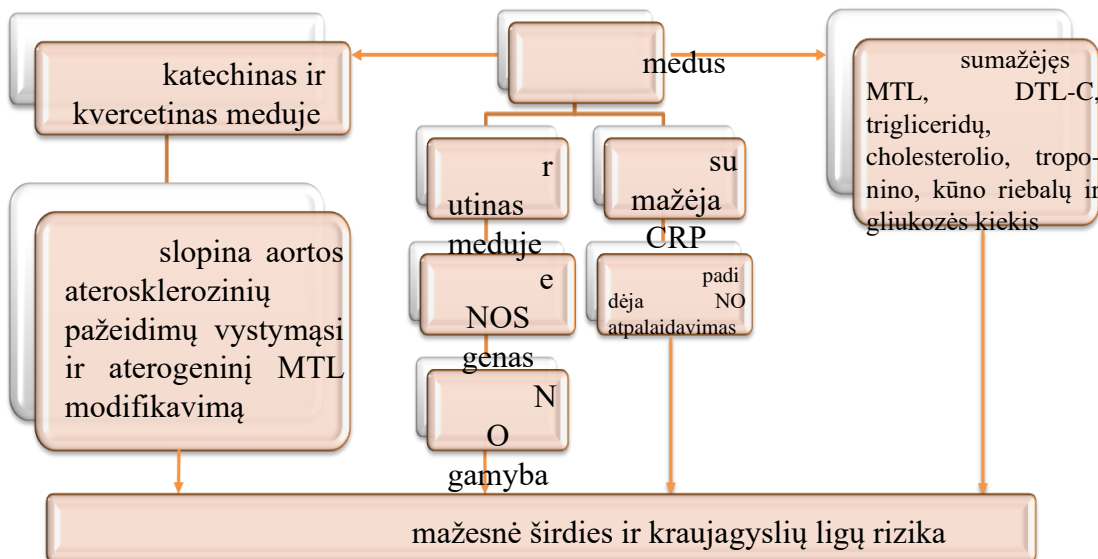 medus
katechinas ir
kvercetinas meduje
slopina aortos
aterosklerozinių
pažeidimų vystymąsi
ir aterogeninį MTL
modifikavimą
r
utinas
meduje
e
NOS
genas
N
O
gamyba
su
mažėja
CRP
padi
dėja NO
atpalaidavimas
sumažėjęs
MTL, DTL-C,
trigliceridų,
cholesterolio, tropo-
nino, kūno riebalų ir
gliukozės kiekis
mažesnė širdies ir kraujagyslių ligų rizika